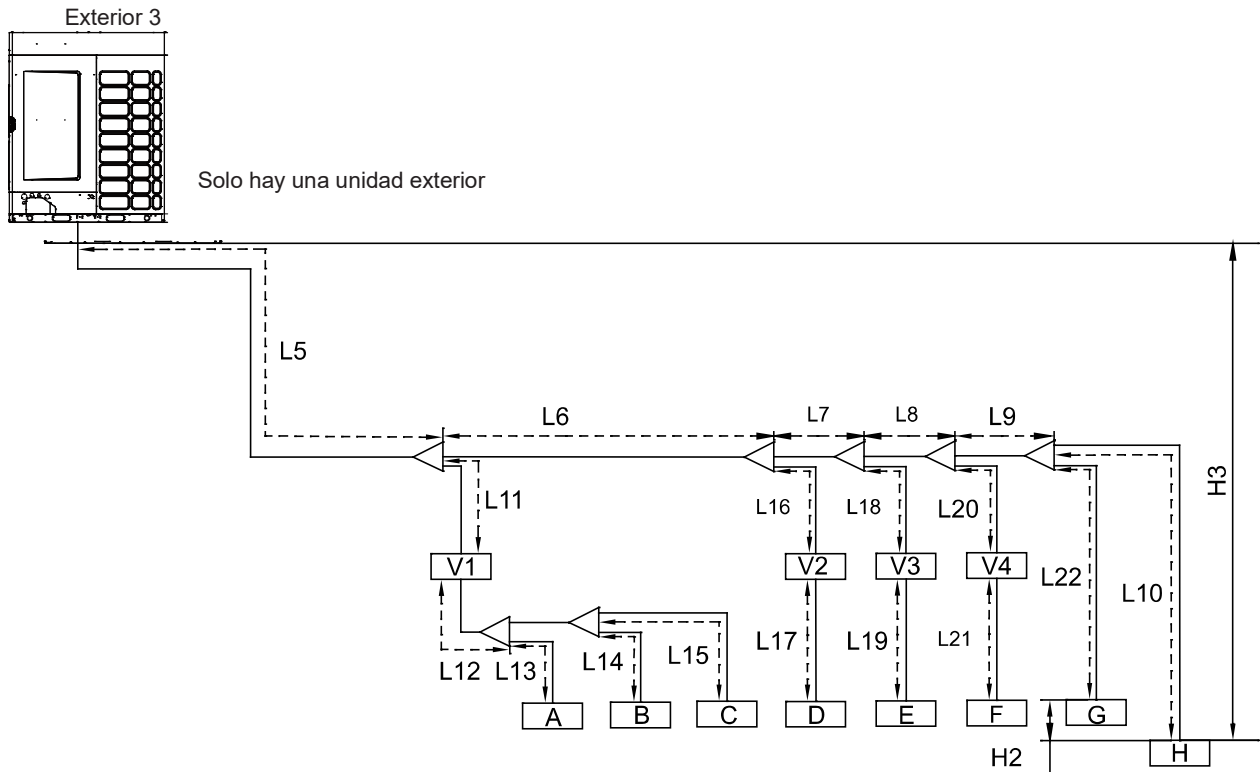 Exterior 3
Solo hay una unidad exterior
L5
L6
L7
L8
L9
H3
L11
L16
L18
L20
V1
V2
V3
V4
L22
L10
L12
L13
L14
L15
L17
L19
L21
A
B
C
D
E
F
G
H2
H